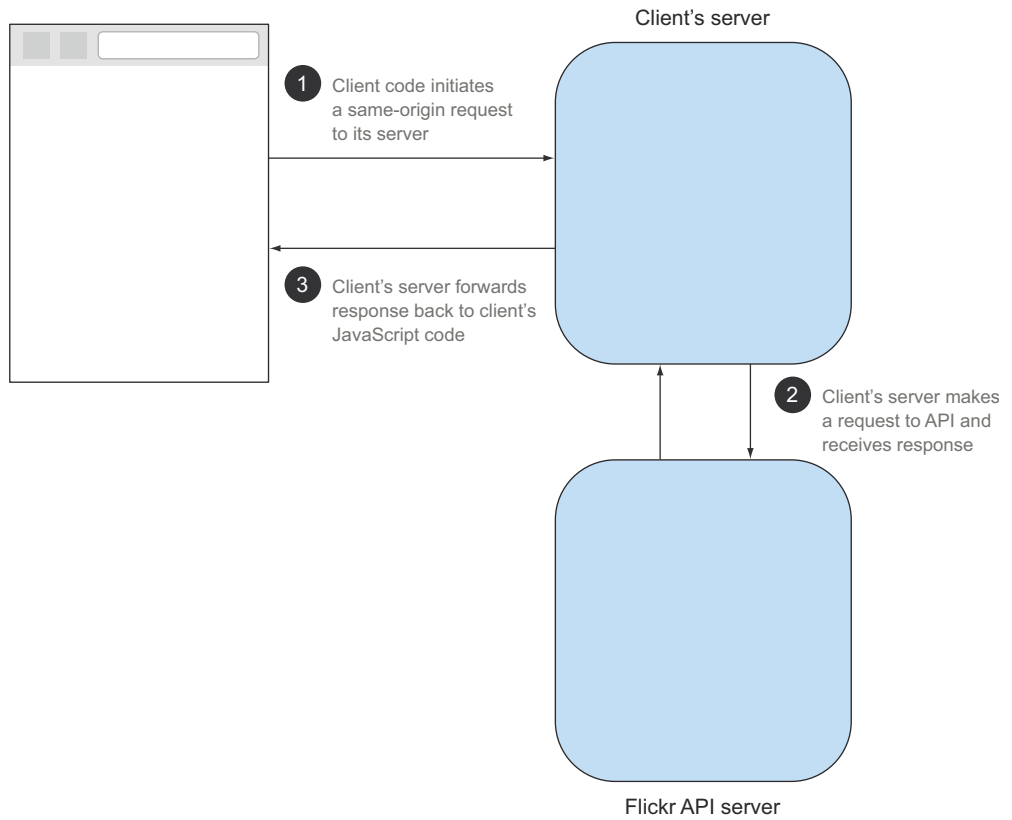 Client’s server
1
Client code initiates
a same-origin request
to its server
3
Client’s server forwards
response back to client’s
JavaScript code
2
Client’s server makes
a request to API and
receives response
Flickr API server